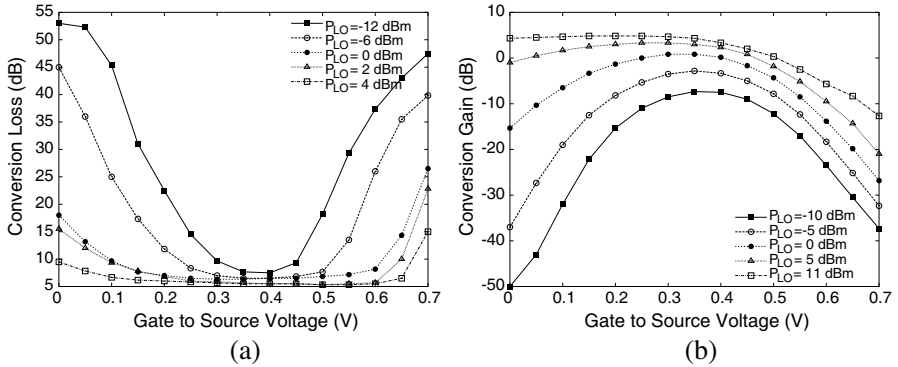 55
50
45
40
35
30
25
20
15
10
5
0
0.1
0.2
0.3
0.4
0.5
0.6
0.7
Conversion Loss (dB)
Gate to Source Voltage (V)
P_LO=-12 dBm
P_LO=-6 dBm
P_LO=0 dBm
P_LO=2 dBm
P_LO=4 dBm
(a)
10
0
-10
-20
-30
-40
-50
0.0
0.1
0.2
0.3
0.4
0.5
0.6
0.7
Conversion Gain (dB)
Gate to Source Voltage (V)
P_LO=-10 dBm
P_LO=-5 dBm
P_LO= 0 dBm
P_LO= 5 dBm
P_LO= 11 dBm
(b)